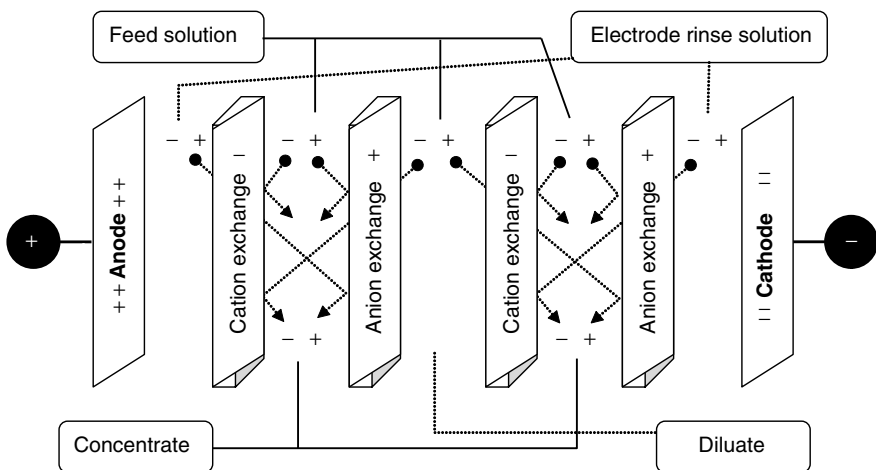 Feed solution
Electrode rinse solution
− + − + − + − + − +
+ + Anode + +
Cation exchange −
Anion exchange +
Cation exchange −
Anion exchange +
− − Cathode − −
+
−
− + − +
Concentrate
Diluate